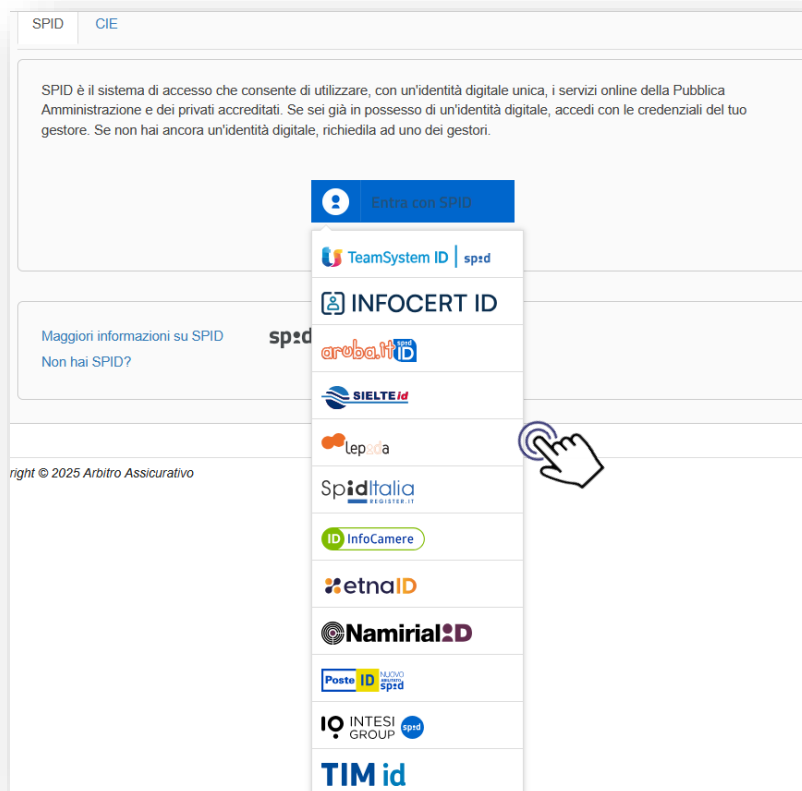 SPID CIE
SPID è il sistema di accesso che consente di utilizzare, con un'identità digitale unica, i servizi online della Pubblica
Amministrazione e dei privati accreditati. Se sei già in possesso di un'identità digitale, accedi con le credenziali del tuo
gestore. Se non hai ancora un'identità digitale, richiedila ad uno dei gestori.
Entra con SPID
TeamSystem ID | spid
INFOCERT ID
Maggiori informazioni su SPID
spid
Non hai SPID?
aruba.it spid ID
SIELTE id
lepida
right © 2025 Arbitro Assicurativo
SpidItalia
REGISTER.IT
ID InfoCamere
etnaID
NamirialID
Poste ID NUOVO
spid
INTESI
GROUP spid
TIM id